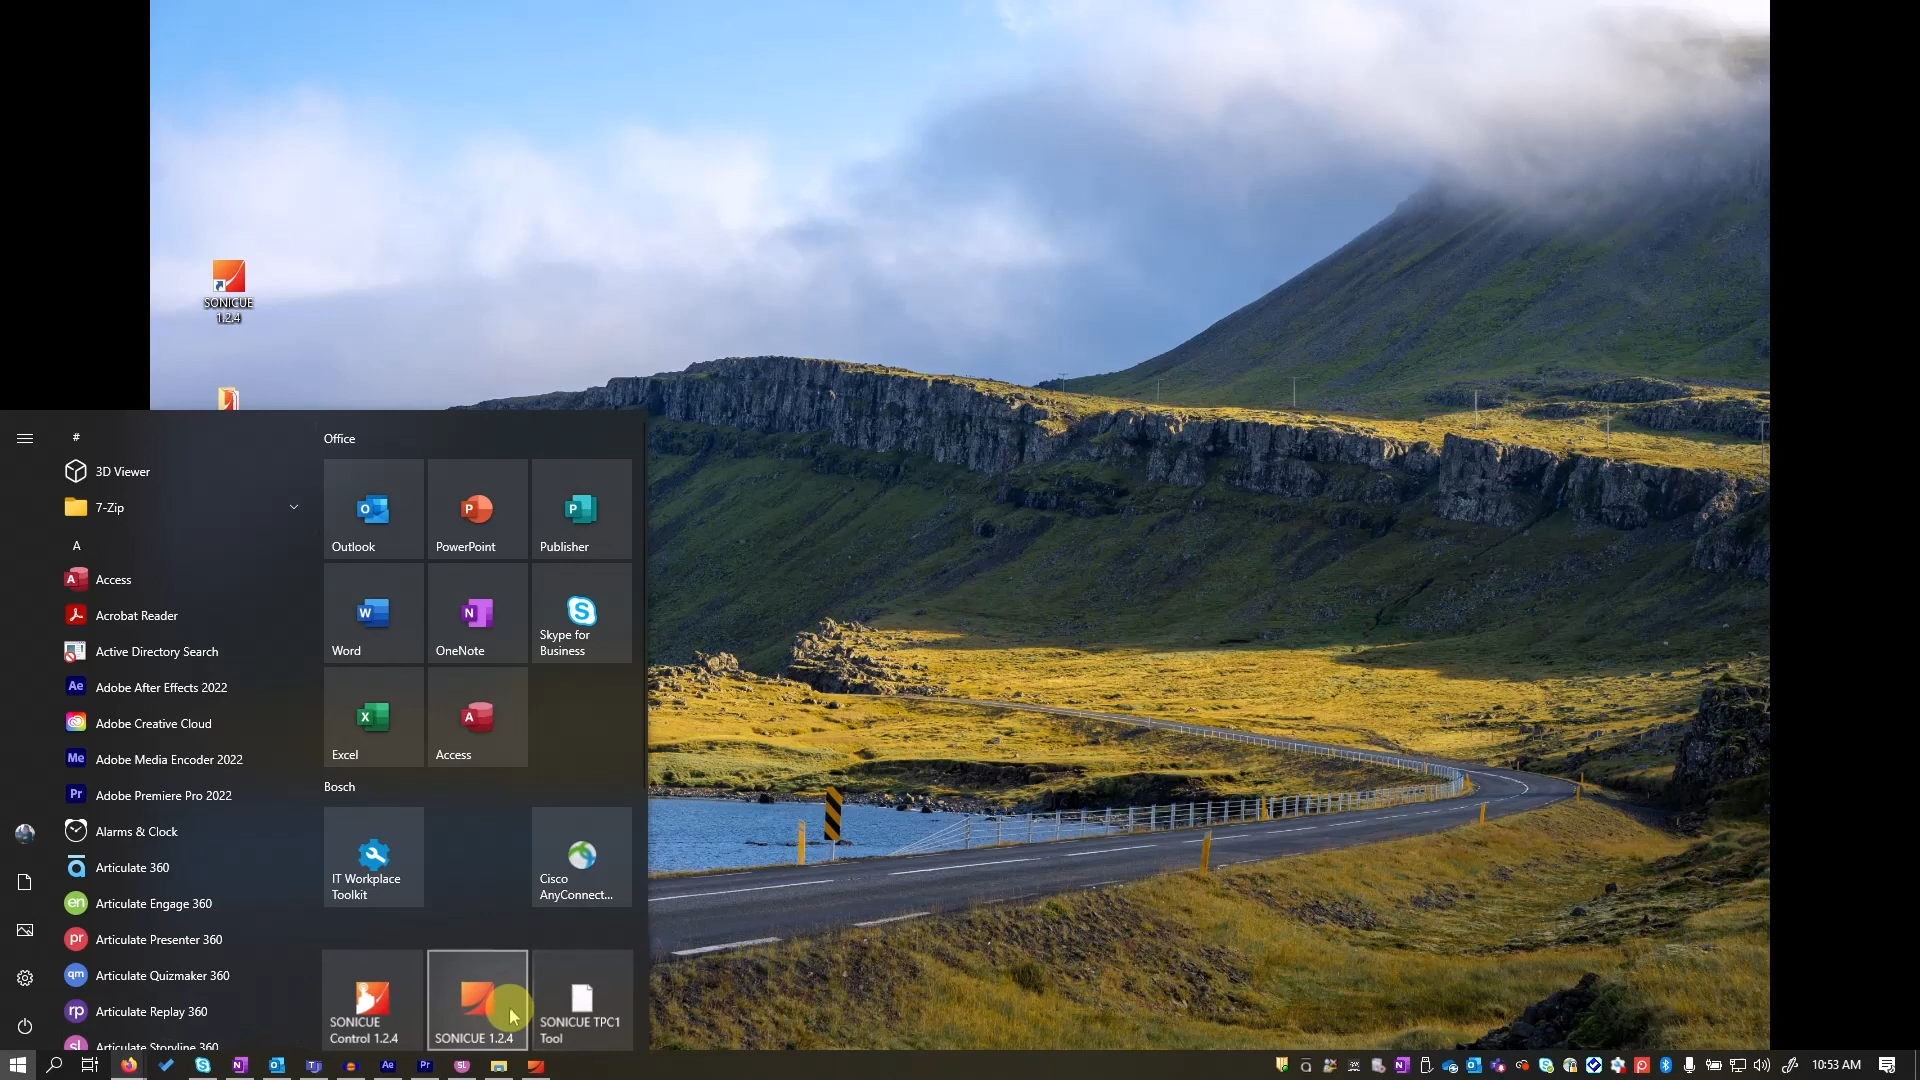 SONICUE
1.2.4
#
3D Viewer
7-Zip
A
Access
Acrobat Reader
Active Directory Search
Adobe After Effects 2022
Adobe Creative Cloud
Adobe Media Encoder 2022
Adobe Premiere Pro 2022
Alarms & Clock
Articulate 360
Articulate Engage 360
Articulate Presenter 360
Articulate Quizmaker 360
Articulate Replay 360
Articulate Storyline 360
Office
Outlook
PowerPoint
Publisher
Word
OneNote
Skype for
Business
Excel
Access
Bosch
IT Workplace
Toolkit
Cisco
AnyConnect...
SONICUE
Control 1.2.4
SONICUE 1.2.4
SONICUE TPC1
Tool
10:53 AM